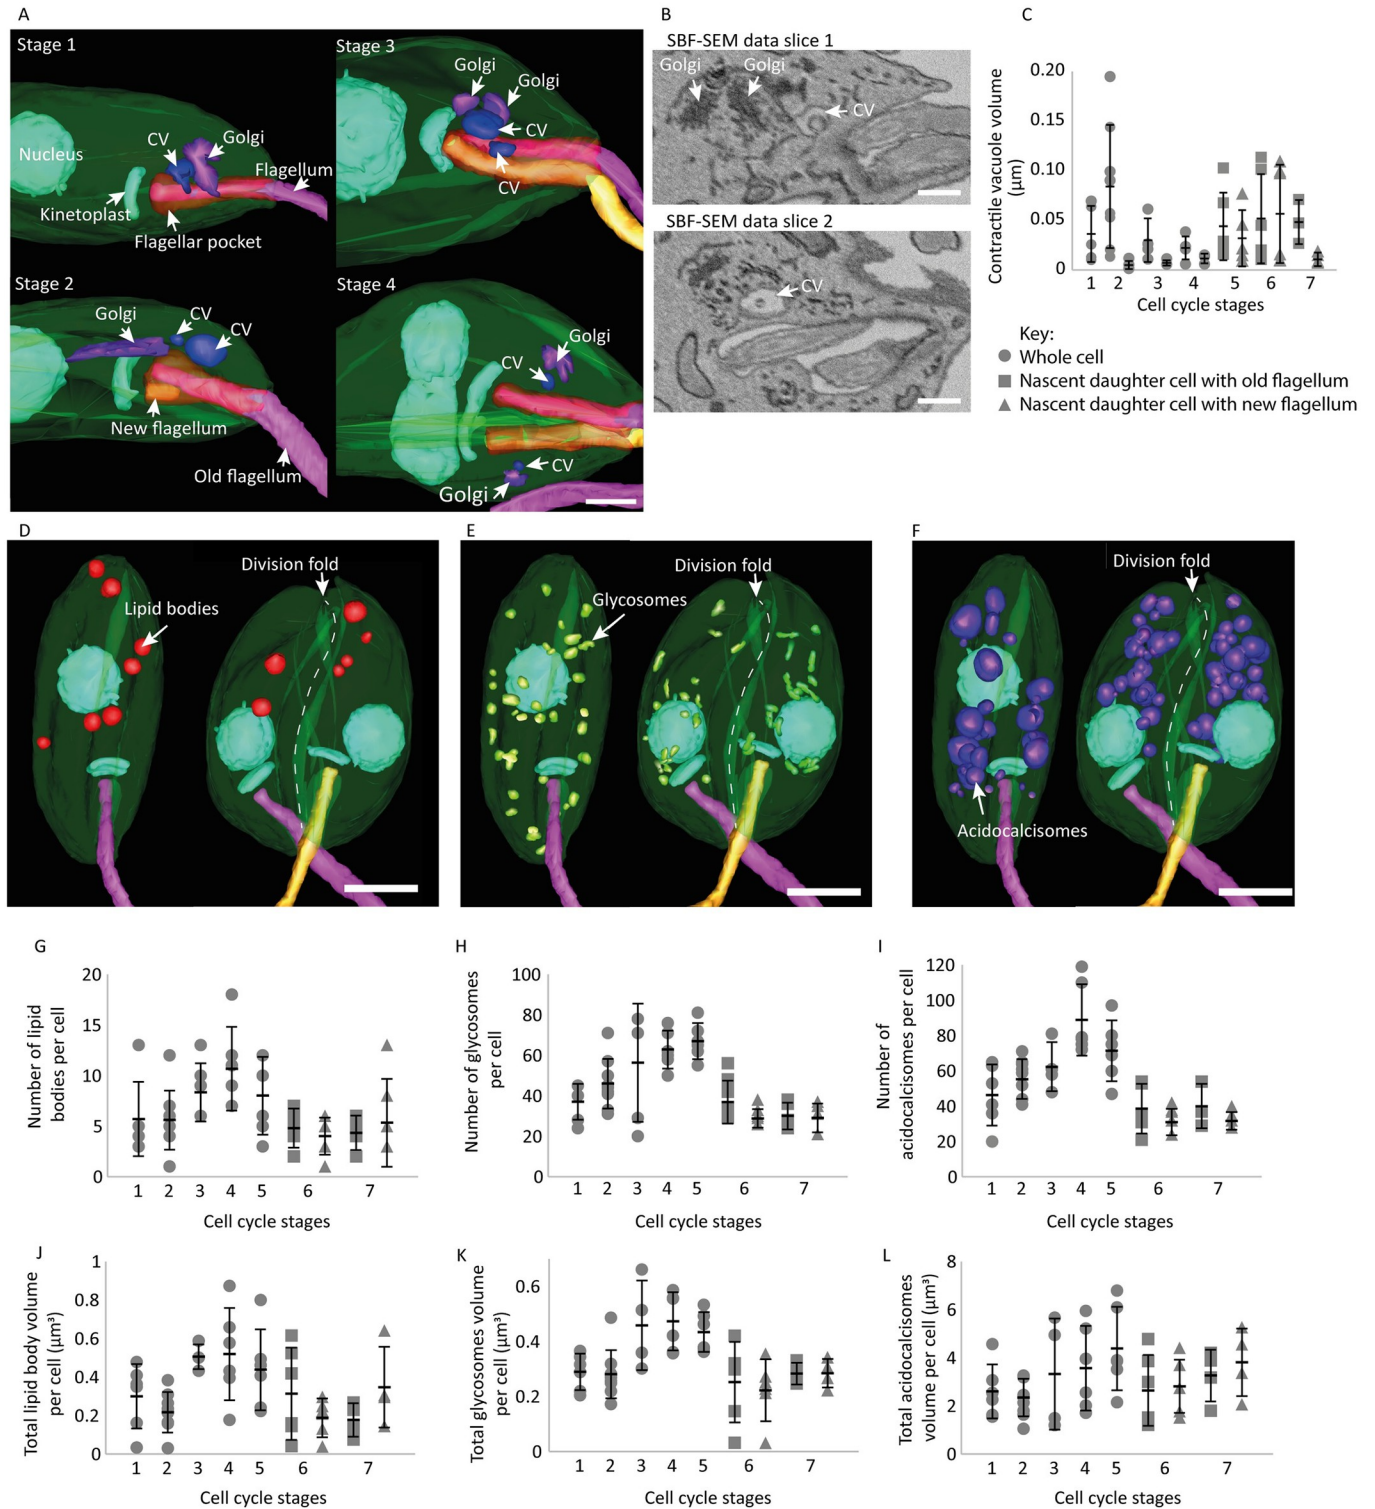 A
Stage 1
CV
Golgi
Nucleus
Flagellum
Kinetoplast
Flagellar pocket
Stage 3
Golgi
Golgi
CV
CV
Stage 2
Golgi
CV
CV
New flagellum
Old flagellum
Stage 4
Golgi
CV
CV
Golgi
B
SBF-SEM data slice 1
Golgi
Golgi
CV
SBF-SEM data slice 2
CV
C
Contractile vacuole volume
(µm)
0.20
0.15
0.10
0.05
0
1 2 3 4 5 6 7
Cell cycle stages
Key:
Whole cell
Nascent daughter cell with old flagellum
Nascent daughter cell with new flagellum
D
Division fold
Lipid bodies
E
Division fold
Glycosomes
F
Division fold
Acidocalcisomes
G
Number of lipid
bodies per cell
20
15
10
5
0
1 2 3 4 5 6 7
Cell cycle stages
H
Number of glycosomes
per cell
100
80
60
40
20
0
1 2 3 4 5 6 7
Cell cycle stages
I
Number of
acidocalcisomes per cell
120
100
80
60
40
20
0
1 2 3 4 5 6 7
Cell cycle stages
J
Total lipid body volume
per cell (µm³)
1
0.8
0.6
0.4
0.2
0
1 2 3 4 5 6 7
Cell cycle stages
K
Total glycosomes volume
per cell (µm³)
0.6
0.4
0.2
0
1 2 3 4 5 6 7
Cell cycle stages
L
Total acidocalcisomes
volume per cell (µm³)
8
6
4
2
0
1 2 3 4 5 6 7
Cell cycle stages